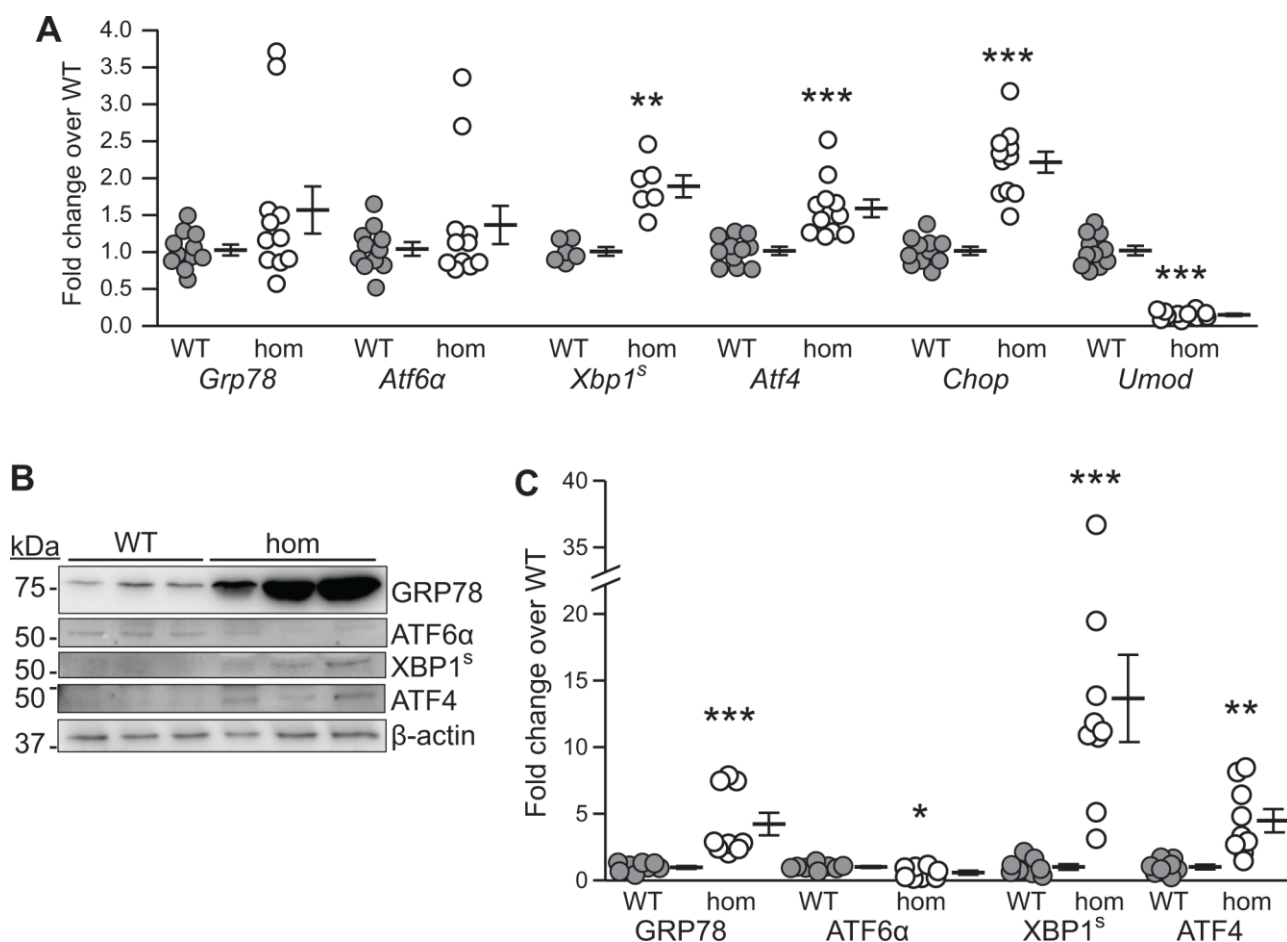 A
Fold change over WT
4.0
3.5
3.0
2.5
2.0
1.5
1.0
0.5
0.0
** *** *** ***
WT hom WT hom WT hom WT hom WT hom WT hom
Grp78 Atf6α Xbp1ˢ Atf4 Chop Umod
B
kDa WT hom
75 GRP78
50 ATF6α
50 XBP1ˢ
50 ATF4
37 β-actin
C
Fold change over WT
40
35
20
15
10
5
0
*** * *** **
WT hom WT hom WT hom WT hom
GRP78 ATF6α XBP1ˢ ATF4